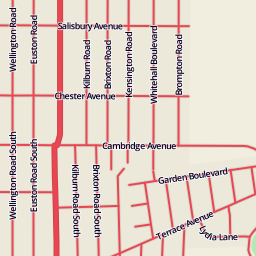 Wellington Road
Euston Road
Salisbury Avenue
Kilburn Road
Brixton Road
Kensington Road
Whitehall Boulevard
Brompton Road
Chester Avenue
Cambridge Avenue
Wellington Road South
Euston Road South
Kilburn Road South
Brixton Road South
Garden Boulevard
Terrace Avenue
Lydia Lane